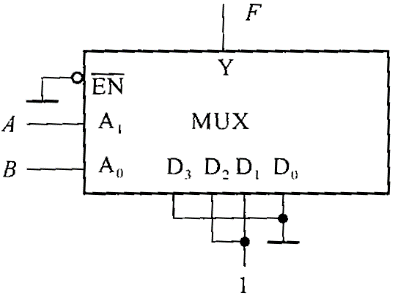 F
Y
EN
A A₁ MUX
B A₀ D₃ D₂ D₁ D₀
1